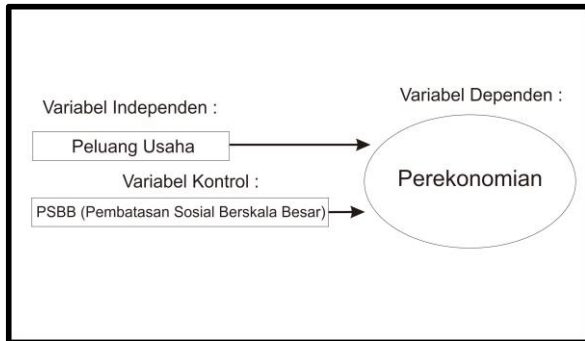 Variabel Independen :
Peluang Usaha
Variabel Kontrol :
PSBB (Pembatasan Sosial Berskala Besar)
Variabel Dependen :
Perekonomian